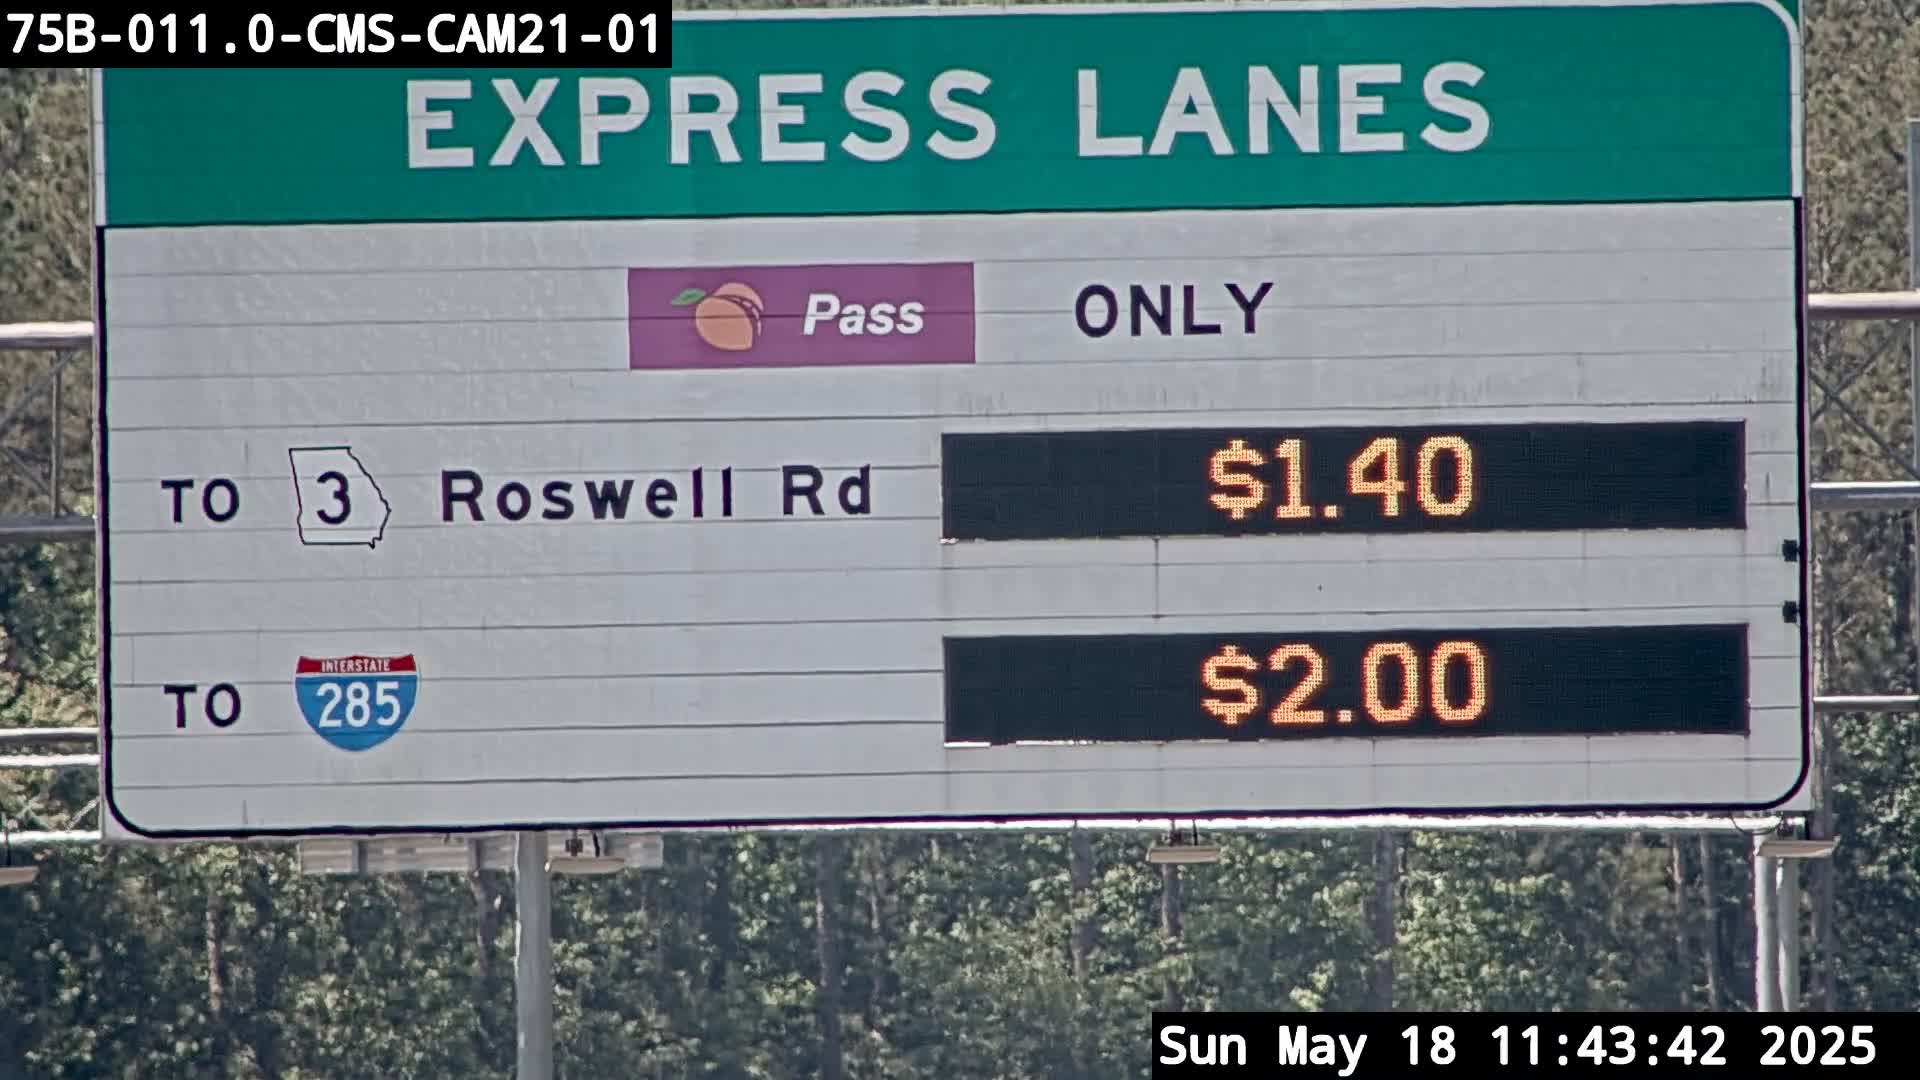 75B-011.0-CMS-CAM21-01
EXPRESS LANES
Pass ONLY
TO 3 Roswell Rd $1.40
INTERSTATE
TO 285 $2.00
Sun May 18 11:43:42 2025